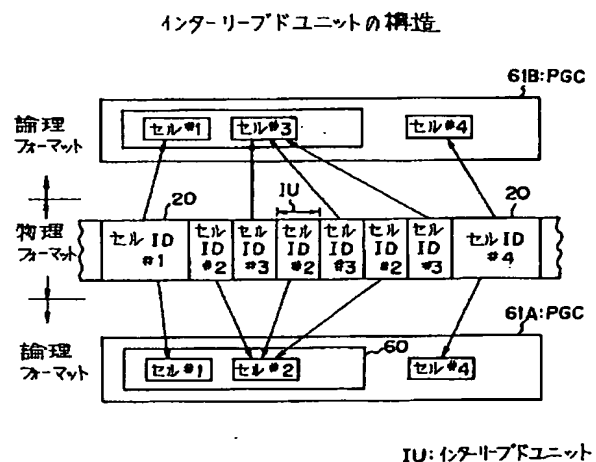 インターリーブドユニットの構造
61B:PGC
論理
フォーマット
セル#1
セル#3
セル#4
20
IU
20
物理
フォーマット
セル ID #1
セル ID #2
セル ID #3
セル ID #2
セル ID #3
セル ID #2
セル ID #3
セル ID #4
61A:PGC
論理
フォーマット
60
セル#1
セル#2
セル#4
IU:インターリーブドユニット